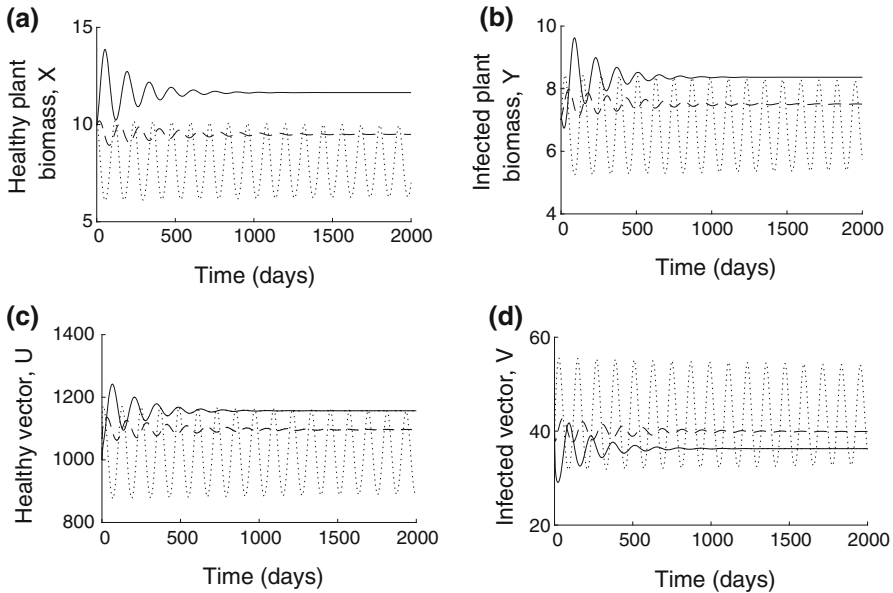 (a)
15
10
5
Healthy plant
biomass, X
0
500
1000
1500
2000
Time (days)
(b)
10
8
6
4
Infected plant
biomass, Y
0
500
1000
1500
2000
Time (days)
(c)
1400
1200
1000
800
Healthy vector, U
0
500
1000
1500
2000
Time (days)
(d)
60
40
20
Infected vector, V
0
500
1000
1500
2000
Time (days)